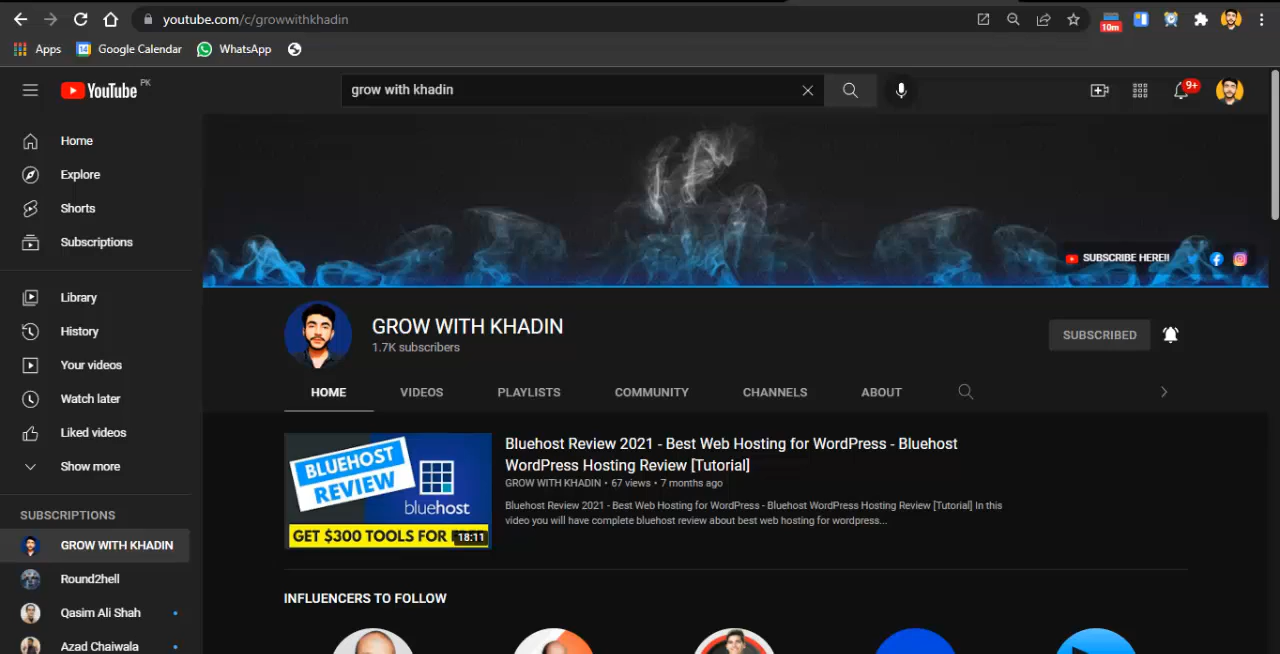 youtube.com/c/growwithkhadin
10m
Apps
14
Google Calendar
WhatsApp
YouTube PK
grow with khadin
9+
Home
Explore
Shorts
Subscriptions
SUBSCRIBE HERE!!
Library
History
Your videos
Watch later
Liked videos
Show more
GROW WITH KHADIN
1.7K subscribers
SUBSCRIBED
HOME
VIDEOS
PLAYLISTS
COMMUNITY
CHANNELS
ABOUT
BLUEHOST
REVIEW
bluehost
GET $300 TOOLS FOR
18:11
Bluehost Review 2021 - Best Web Hosting for WordPress - Bluehost
WordPress Hosting Review [Tutorial]
GROW WITH KHADIN • 67 views • 7 months ago
Bluehost Review 2021 - Best Web Hosting for WordPress - Bluehost WordPress Hosting Review [Tutorial] In this
video you will have complete bluehost review about best web hosting for wordpress...
SUBSCRIPTIONS
GROW WITH KHADIN
Round2hell
Qasim Ali Shah
Azad Chaiwala
INFLUENCERS TO FOLLOW